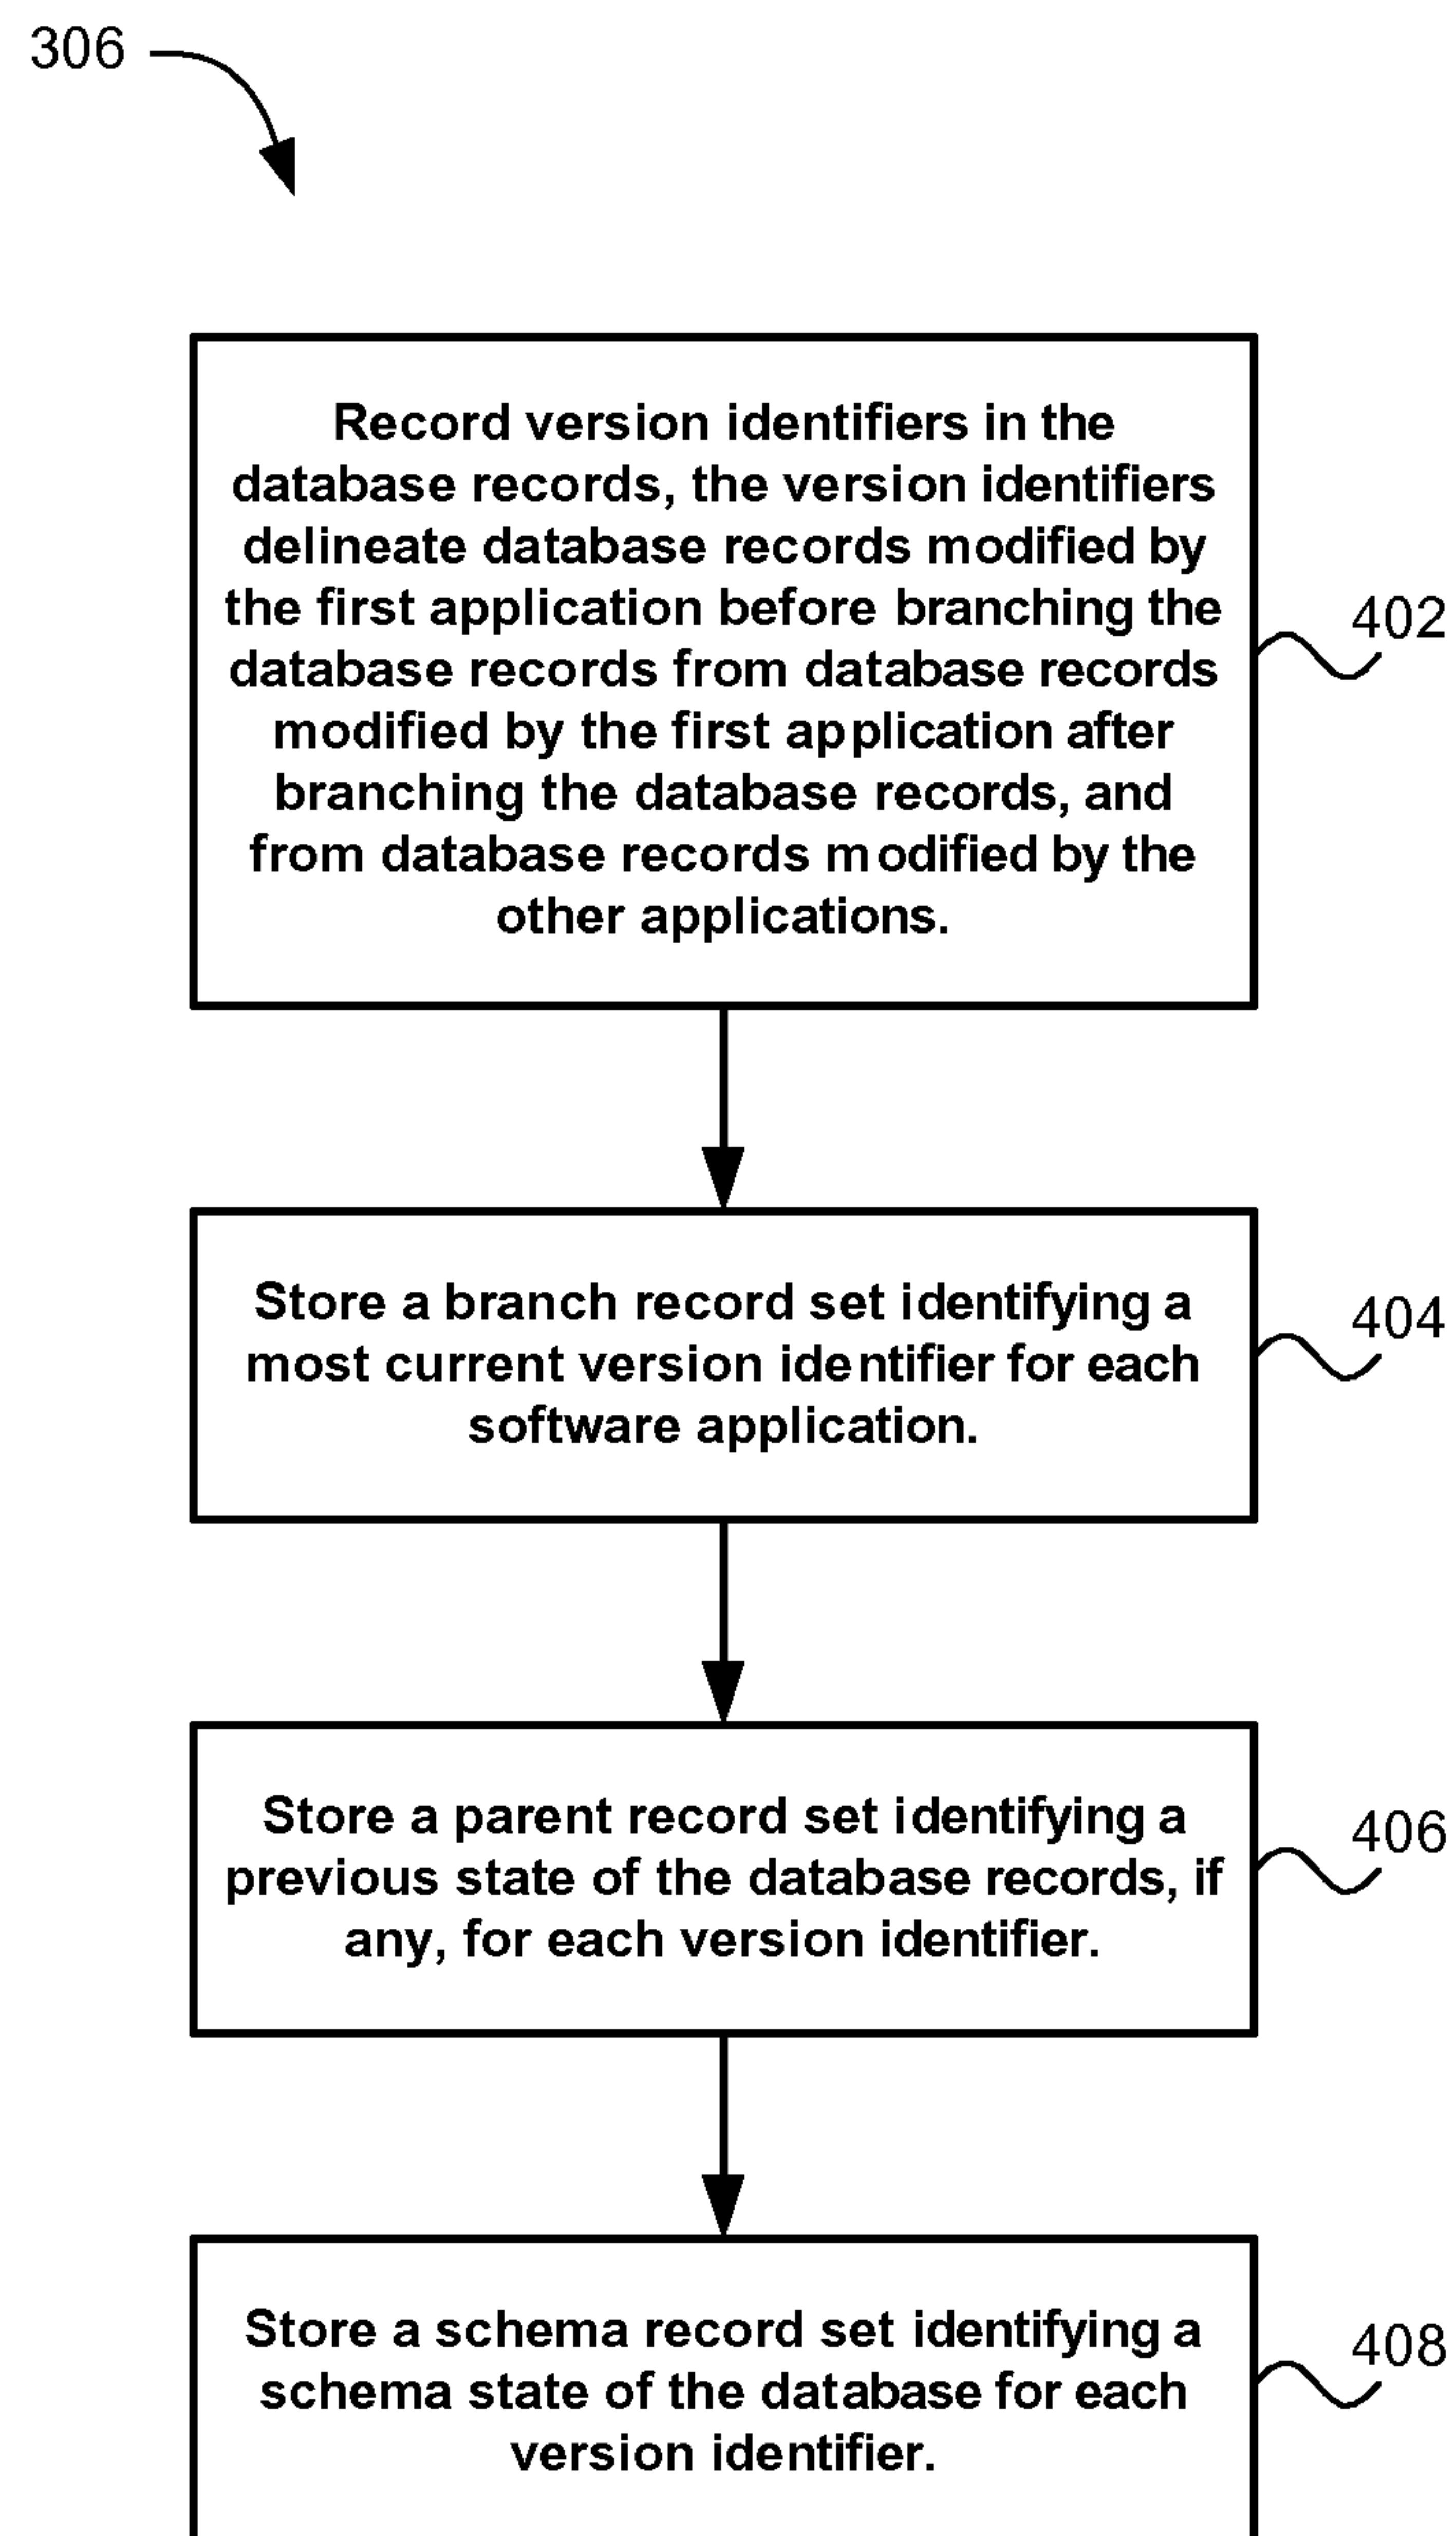 306
Record version identifiers in the
database records, the version identifiers
delineate database records modified by
the first application before branching the
database records from database records
modified by the first application after
branching the database records, and
from database records modified by the
other applications.
402
Store a branch record set identifying a
most current version identifier for each
software application.
404
Store a parent record set identifying a
previous state of the database records, if
any, for each version identifier.
406
Store a schema record set identifying a
schema state of the database for each
version identifier.
408